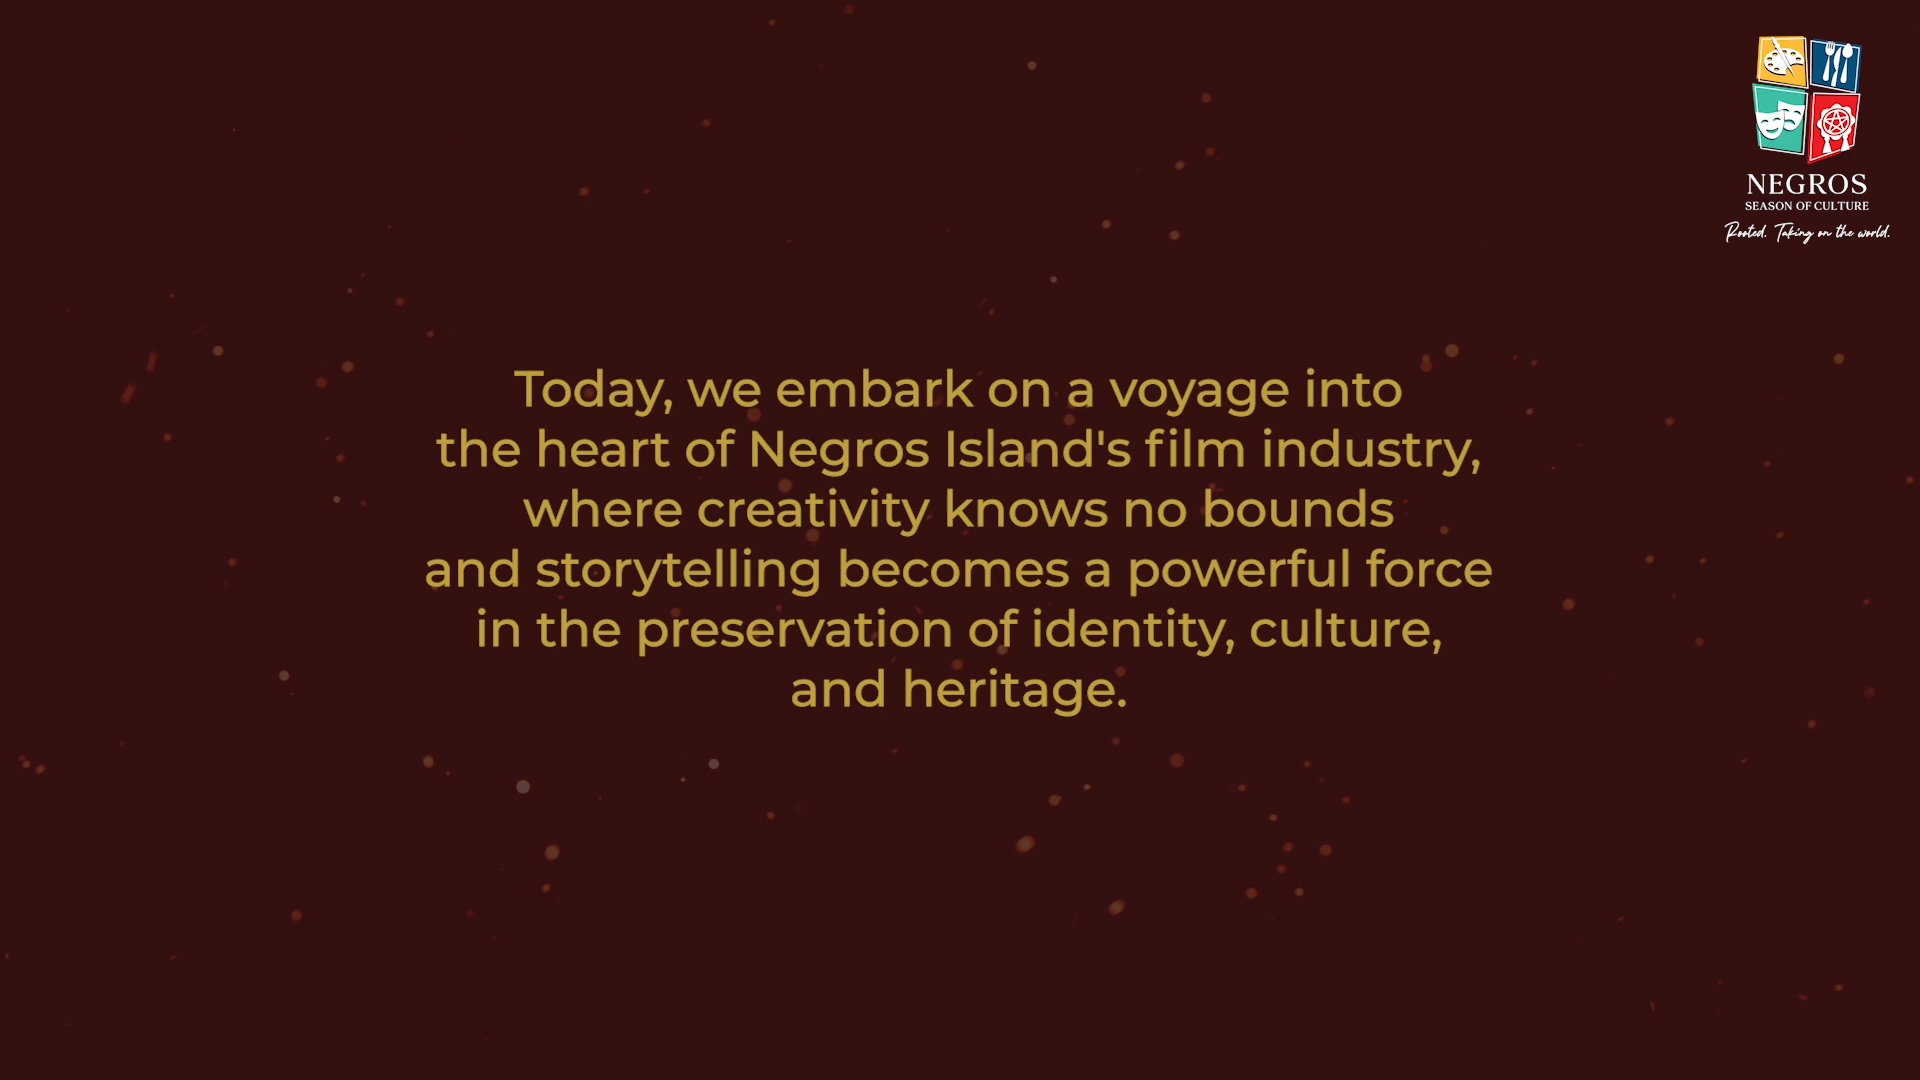 NEGROS
SEASON OF CULTURE
Rooted. Taking on the world.
Today, we embark on a voyage into
the heart of Negros Island's film industry,
where creativity knows no bounds
and storytelling becomes a powerful force
in the preservation of identity, culture,
and heritage.